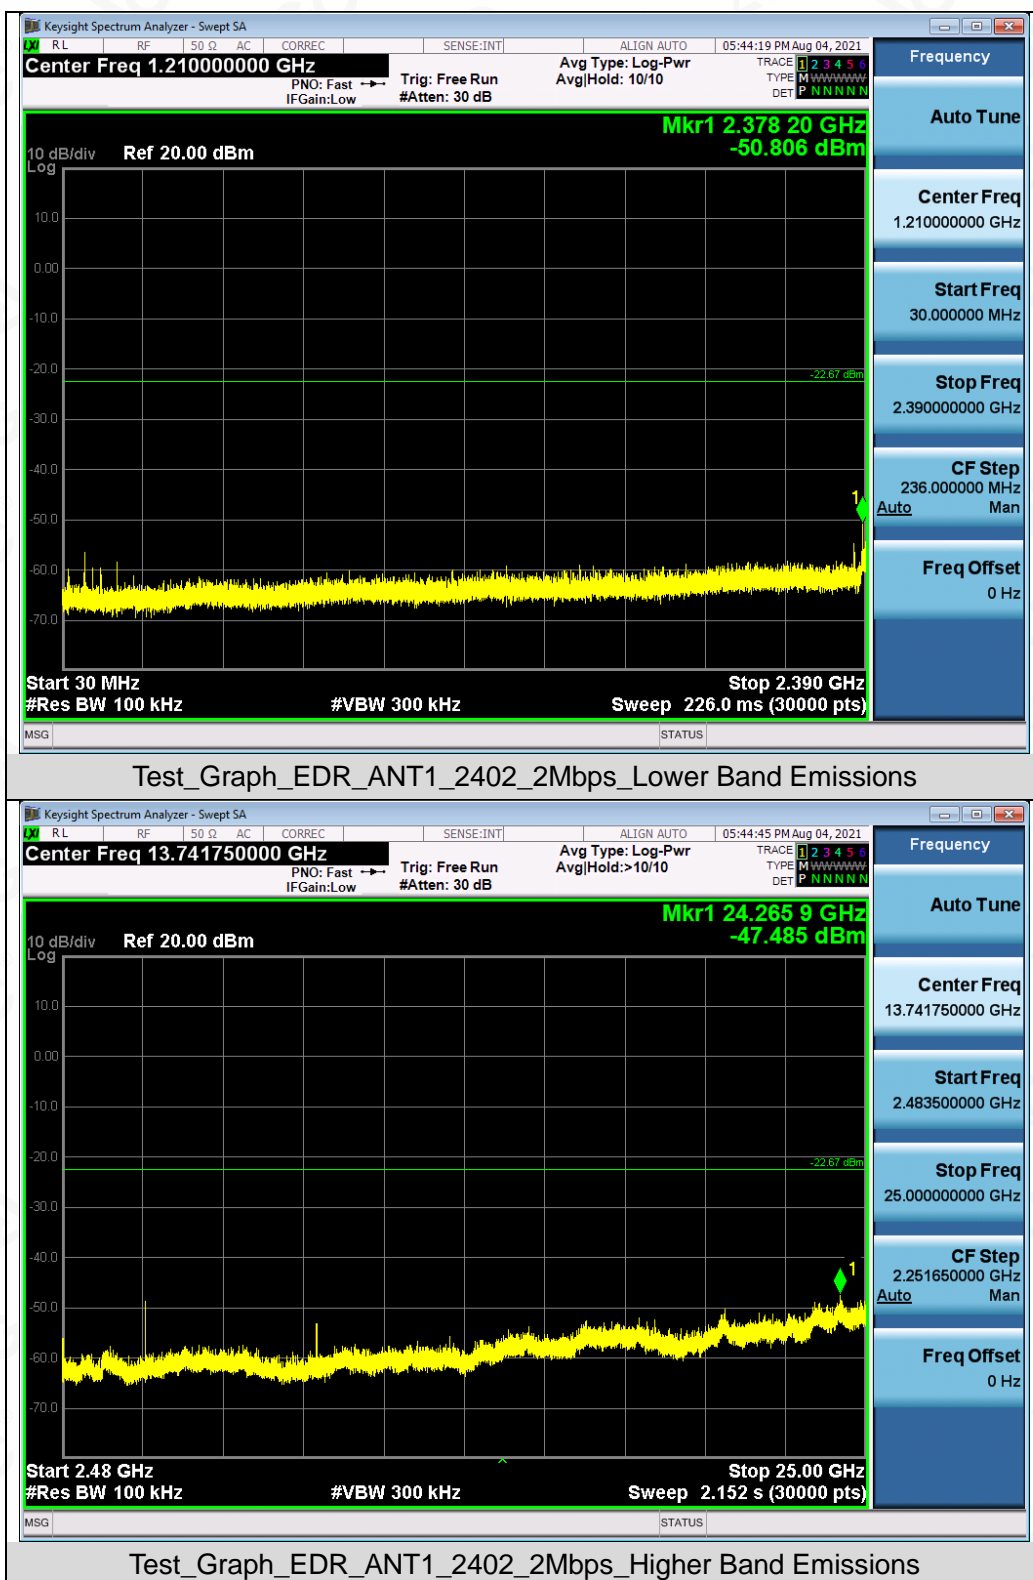 Keysight Spectrum Analyzer - Swept SA
LXI RL RF 50 Ω AC CORREC SENSE:INT ALIGN AUTO 05:44:19 PM Aug 04, 2021
Center Freq 1.210000000 GHz
PNO: Fast
IFGain:Low
Trig: Free Run
#Atten: 30 dB
Avg Type: Log-Pwr
Avg|Hold: 10/10
TRACE 1 2 3 4 5 6
TYPE M WWWWW
DET P N N N N N
Mkr1 2.378 20 GHz
-50.806 dBm
10 dB/div Ref 20.00 dBm
Log
10.0
0.00
-10.0
-20.0
-22.67 dBm
-30.0
-40.0
1
-50.0
-60.0
-70.0
Start 30 MHz Stop 2.390 GHz
#Res BW 100 kHz #VBW 300 kHz Sweep 226.0 ms (30000 pts)
MSG STATUS
Frequency
Auto Tune
Center Freq
1.210000000 GHz
Start Freq
30.000000 MHz
Stop Freq
2.390000000 GHz
CF Step
236.000000 MHz
Auto Man
Freq Offset
0 Hz
Test_Graph_EDR_ANT1_2402_2Mbps_Lower Band Emissions
Keysight Spectrum Analyzer - Swept SA
LXI RL RF 50 Ω AC CORREC SENSE:INT ALIGN AUTO 05:44:45 PM Aug 04, 2021
Center Freq 13.741750000 GHz
PNO: Fast
IFGain:Low
Trig: Free Run
#Atten: 30 dB
Avg Type: Log-Pwr
Avg|Hold:>10/10
TRACE 1 2 3 4 5 6
TYPE M WWWWW
DET P N N N N N
Mkr1 24.265 9 GHz
-47.485 dBm
10 dB/div Ref 20.00 dBm
Log
10.0
0.00
-10.0
-20.0
-22.67 dBm
-30.0
-40.0
1
-50.0
-60.0
-70.0
Start 2.48 GHz Stop 25.00 GHz
#Res BW 100 kHz #VBW 300 kHz Sweep 2.152 s (30000 pts)
MSG STATUS
Frequency
Auto Tune
Center Freq
13.741750000 GHz
Start Freq
2.483500000 GHz
Stop Freq
25.000000000 GHz
CF Step
2.251650000 GHz
Auto Man
Freq Offset
0 Hz
Test_Graph_EDR_ANT1_2402_2Mbps_Higher Band Emissions